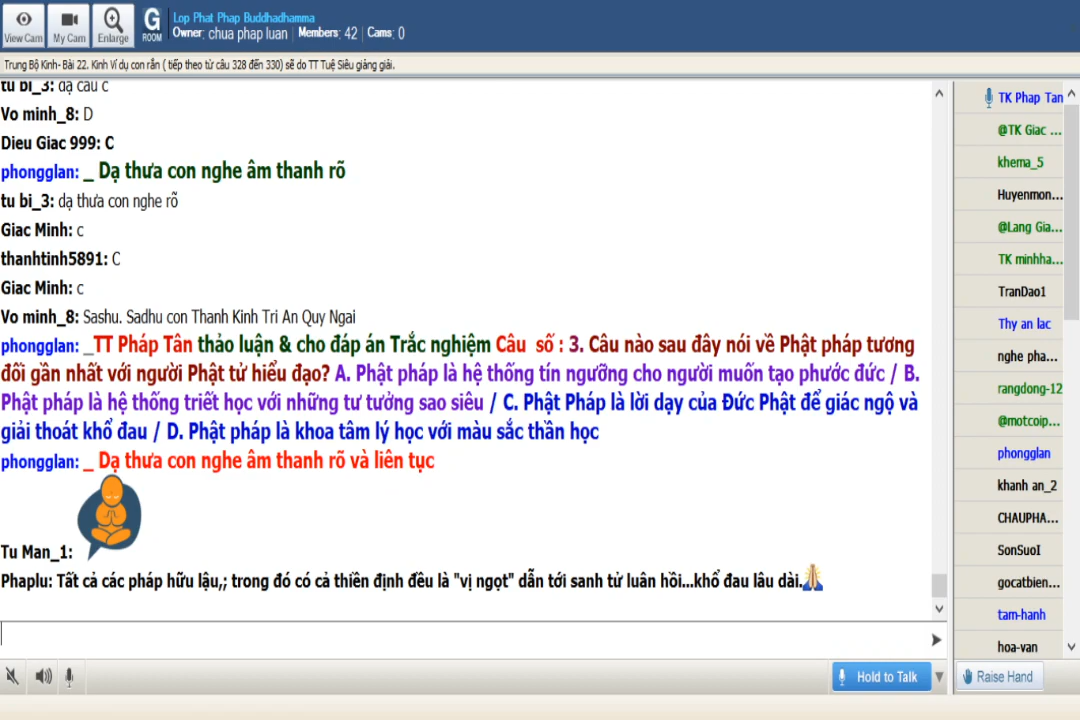 View Cam
My Cam
Enlarge
G
ROOM
Lop Phat Phap Buddhadhamma
Owner: chua phap luan | Members: 42 | Cams: 0
Trung Bộ Kinh- Bài 22. Kinh Ví dụ con rắn ( tiếp theo từ câu 328 đến 330) sẽ do TT Tuệ Siêu giảng giải.
tu bi_3: dạ câu c
Vo minh_8: D
Dieu Giac 999: C
phongglan: _ Dạ thưa con nghe âm thanh rõ
tu bi_3: dạ thưa con nghe rõ
Giac Minh: c
thanhtinh5891: C
Giac Minh: c
Vo minh_8: Sashu. Sadhu con Thanh Kinh Tri An Quy Ngai
phongglan: _TT Pháp Tân thảo luận & cho đáp án Trắc nghiệm Câu số : 3. Câu nào sau đây nói về Phật pháp tương
đối gần nhất với người Phật tử hiểu đạo? A. Phật pháp là hệ thống tín ngưỡng cho người muốn tạo phước đức / B.
Phật pháp là hệ thống triết học với những tư tưởng sao siêu / C. Phật Pháp là lời dạy của Đức Phật để giác ngộ và
giải thoát khổ đau / D. Phật pháp là khoa tâm lý học với màu sắc thần học
phongglan: _ Dạ thưa con nghe âm thanh rõ và liên tục
Tu Man_1:
Phaplu: Tất cả các pháp hữu lậu,; trong đó có cả thiền định đều là "vị ngọt" dẫn tới sanh tử luân hồi...khổ đau lâu dài.
TK Phap Tan
@TK Giac ...
khema_5
Huyenmon...
@Lang Gia...
TK minhha...
TranDao1
Thy an lac
nghe pha...
rangdong-12
@motcoip...
phongglan
khanh an_2
CHAUPHA...
SonSuoI
gocatbien...
tam-hanh
hoa-van
Hold to Talk
Raise Hand